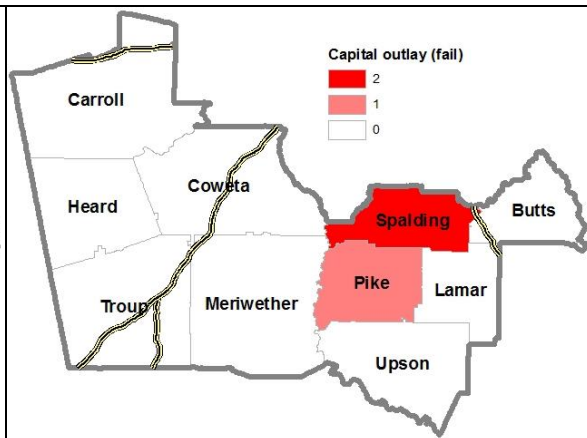 Capital outlay (fail)
2
1
0
Carroll
Coweta
Heard
Spalding
Butts
Troup
Meriwether
Pike
Lamar
Upson